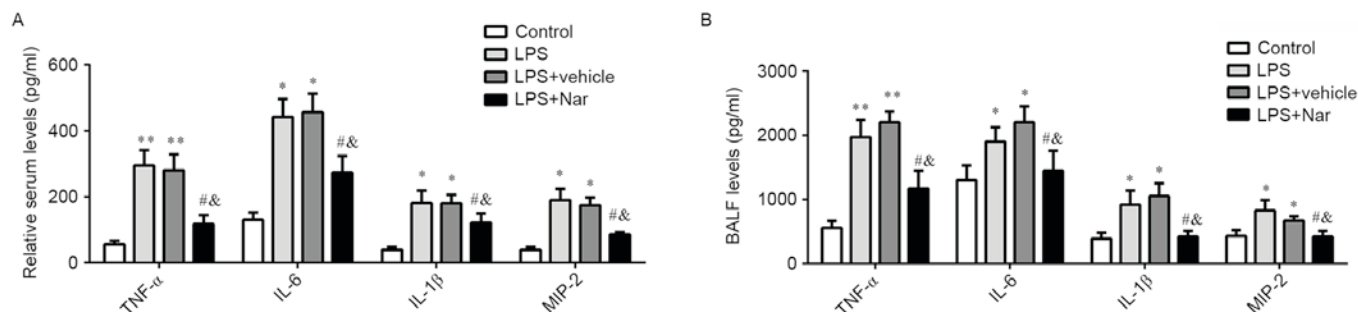 A
Relative serum levels (pg/ml)
600
400
200
0
Control
LPS
LPS+vehicle
LPS+Nar
** **
#&
* *
#&
* *
#&
* *
#&
TNF-α
IL-6
IL-1β
MIP-2
B
BALF levels (pg/ml)
3000
2000
1000
0
Control
LPS
LPS+vehicle
LPS+Nar
** **
#&
* *
#&
* *
#&
* *
#&
TNF-α
IL-6
IL-1β
MIP-2